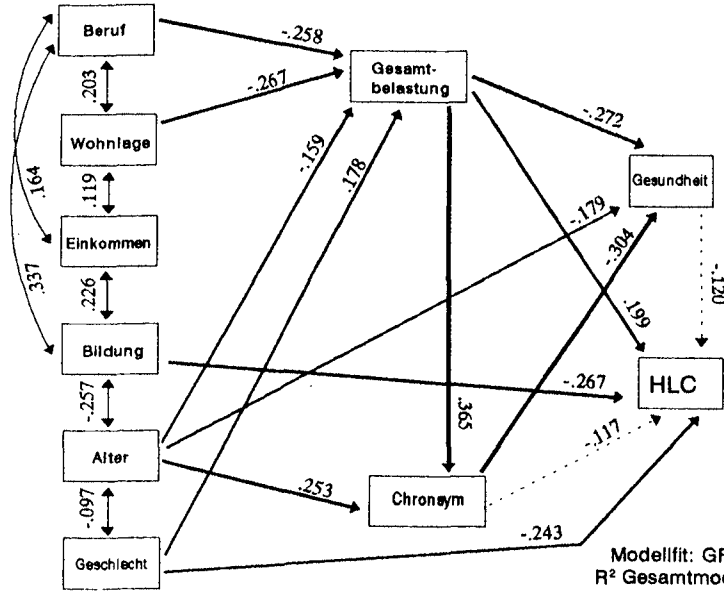 Beruf
-.258
Gesamt-
belastung
.203
-.267
-.272
Wohnlage
-.159
.178
Gesundheit
.164
.119
-.179
-.304
Einkommen
-.120
.337
.226
.199
Bildung
-.267
HLC
-.257
.365
-.117
Alter
.253
Chronsym
-.097
-.243
Geschlecht
Modellfit: GF
R² Gesamtmo